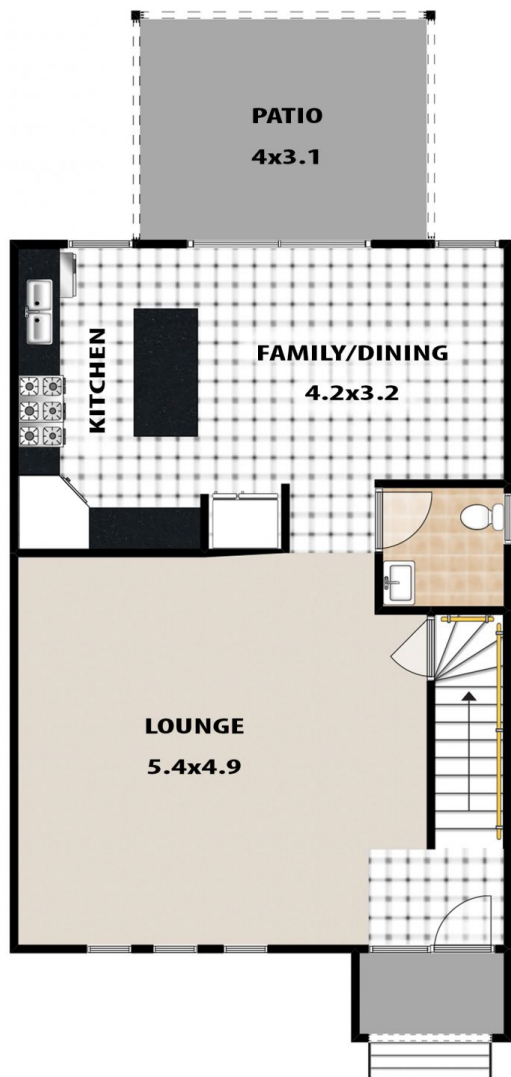 PATIO
4x3.1
KITCHEN
FAMILY/DINING
4.2x3.2
LOUNGE
5.4x4.9